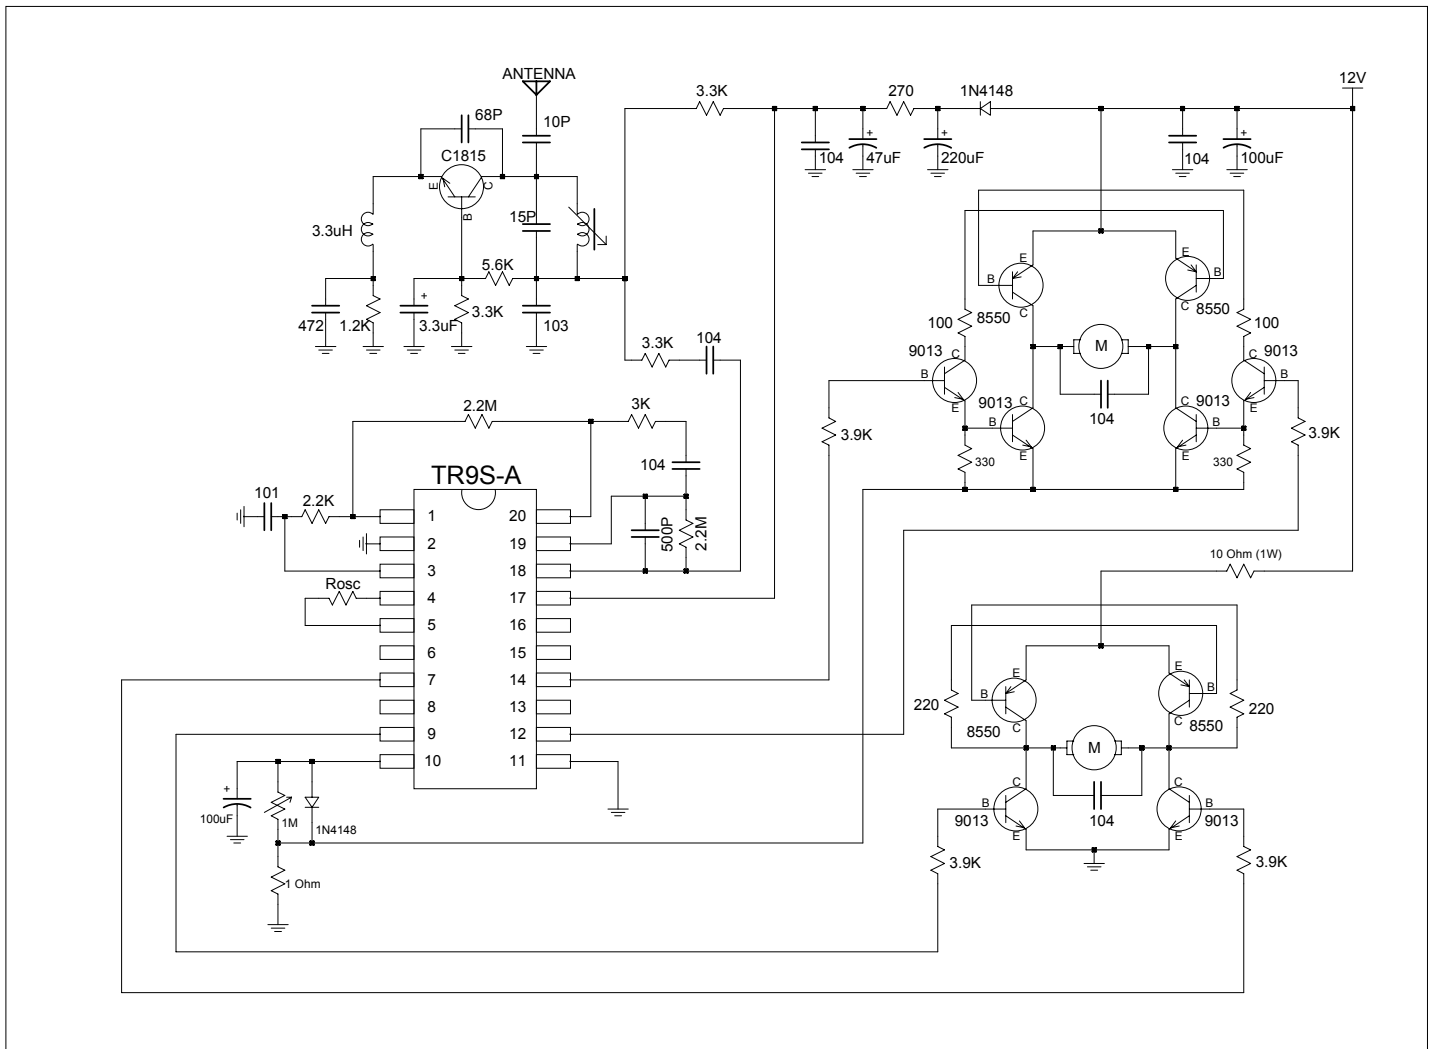 ANTENNA
12V
3.3K
270
1N4148
68P
10P
C1815
E
C
B
+
104
47uF
+
220uF
104
+
100uF
15P
3.3uH
5.6K
472
1.2K
+
3.3uF
3.3K
103
3.3K
104
E
B
C
8550
E
B
C
8550
100
100
M
104
9013
C
B
E
9013
C
B
E
9013
C
B
E
9013
C
B
E
3.9K
3.9K
330
330
2.2M
3K
104
500P
2.2M
TR9S-A
101
2.2K
Rosc
1
20
2
19
3
18
4
17
5
16
6
15
7
14
8
13
9
12
10
11
10 Ohm (1W)
E
B
C
8550
E
B
C
8550
220
220
M
104
C
B
E
9013
C
B
E
9013
3.9K
3.9K
+
100uF
1M
1N4148
1 Ohm